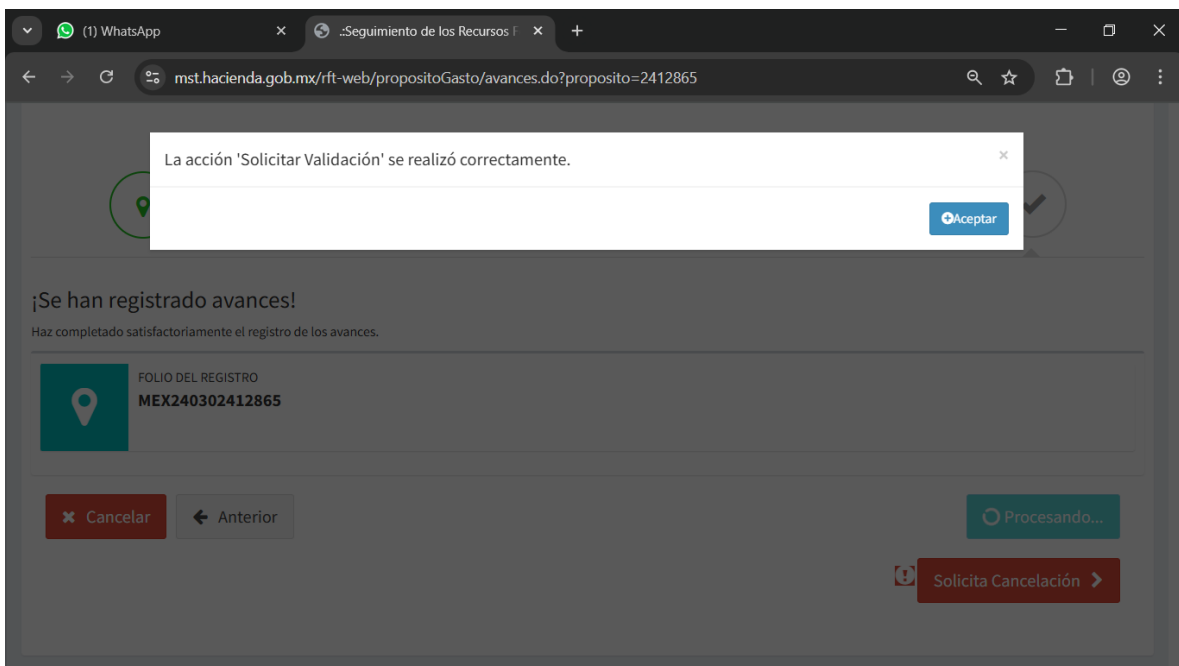 (1) WhatsApp
.:Seguimiento de los Recursos F
mst.hacienda.gob.mx/rft-web/propositoGasto/avances.do?proposito=2412865
La acción 'Solicitar Validación' se realizó correctamente.
Aceptar
¡Se han registrado avances!
Haz completado satisfactoriamente el registro de los avances.
FOLIO DEL REGISTRO
MEX240302412865
Cancelar
Anterior
Procesando...
Solicita Cancelación